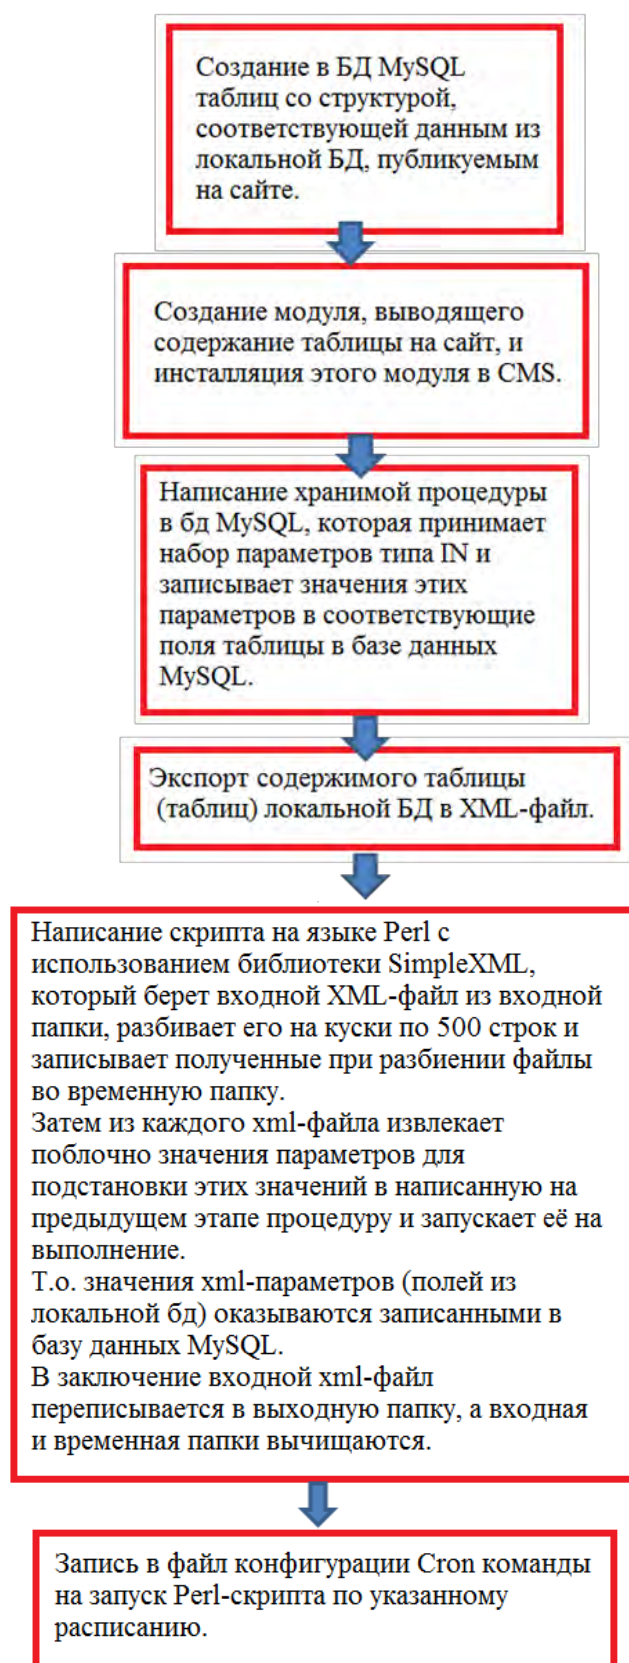 Создание в БД MySQL
таблиц со структурой,
соответствующей данным из
локальной БД, публикуемым
на сайте.
Создание модуля, выводящего
содержание таблицы на сайт, и
инсталляция этого модуля в CMS.
Написание хранимой процедуры
в бд MySQL, которая принимает
набор параметров типа IN и
записывает значения этих
параметров в соответствующие
поля таблицы в базе данных
MySQL.
Экспорт содержимого таблицы
(таблиц) локальной БД в XML-файл.
Написание скрипта на языке Perl с
использованием библиотеки SimpleXML,
который берет входной XML-файл из входной
папки, разбивает его на куски по 500 строк и
записывает полученные при разбиении файлы
во временную папку.
Затем из каждого xml-файла извлекает
поблочно значения параметров для
подстановки этих значений в написанную на
предыдущем этапе процедуру и запускает её на
выполнение.
Т.о. значения xml-параметров (полей из
локальной бд) оказываются записанными в
базу данных MySQL.
В заключение входной xml-файл
переписывается в выходную папку, а входная
и временная папки вычищаются.
Запись в файл конфигурации Cron команды
на запуск Perl-скрипта по указанному
расписанию.